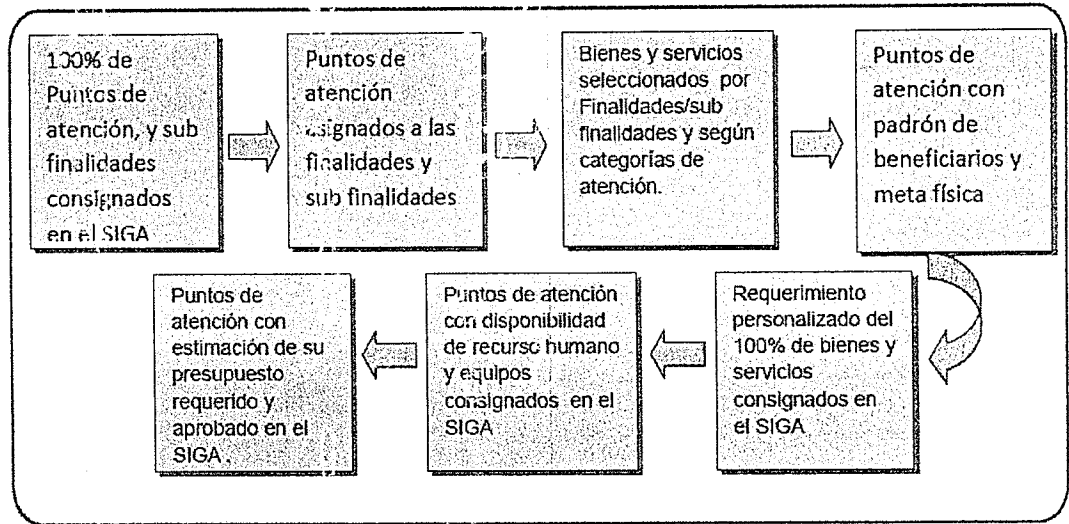 100% de
Puntos de
atención, y sub
finalidades
consignados
en el SIGA
Puntos de
atención
asignados a las
finalidades y
sub finalidades
Bienes y servicios
seleccionados por
Finalidades/sub
finalidades y según
categorías de
atención.
Puntos de
atención con
padrón de
beneficiarios y
meta física
Requerimiento
personalizado del
100% de bienes y
servicios
consignados en
el SIGA
Puntos de atención
con disponibilidad
de recurso humano
y equipos
consignados en el
SIGA
Puntos de
atención con
estimación de su
presupuesto
requerido y
aprobado en el
SIGA.